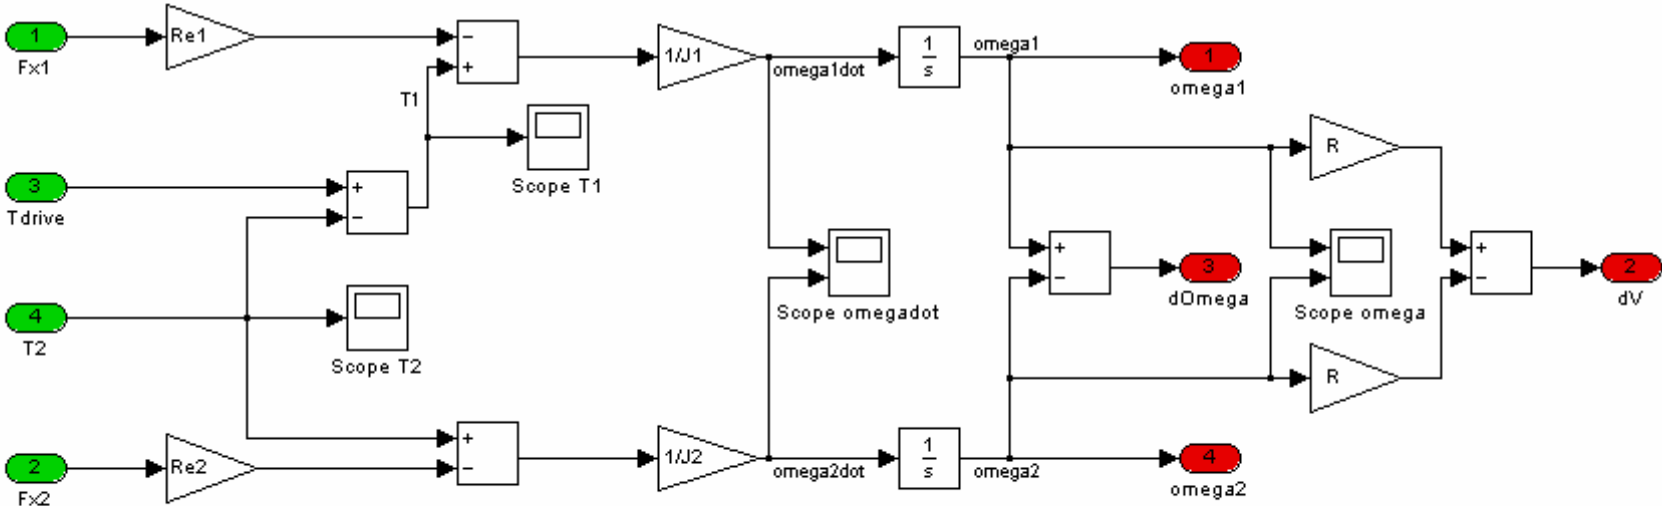 1
Fx1
Re1
−
+
T1
1/J1
omega1dot
1
s
omega1
1
omega1
Scope T1
3
Tdrive
+
−
R
4
T2
Scope T2
Scope omegadot
+
−
3
dOmega
Scope omega
+
−
2
dV
R
2
Fx2
Re2
+
−
1/J2
omega2dot
1
s
omega2
4
omega2